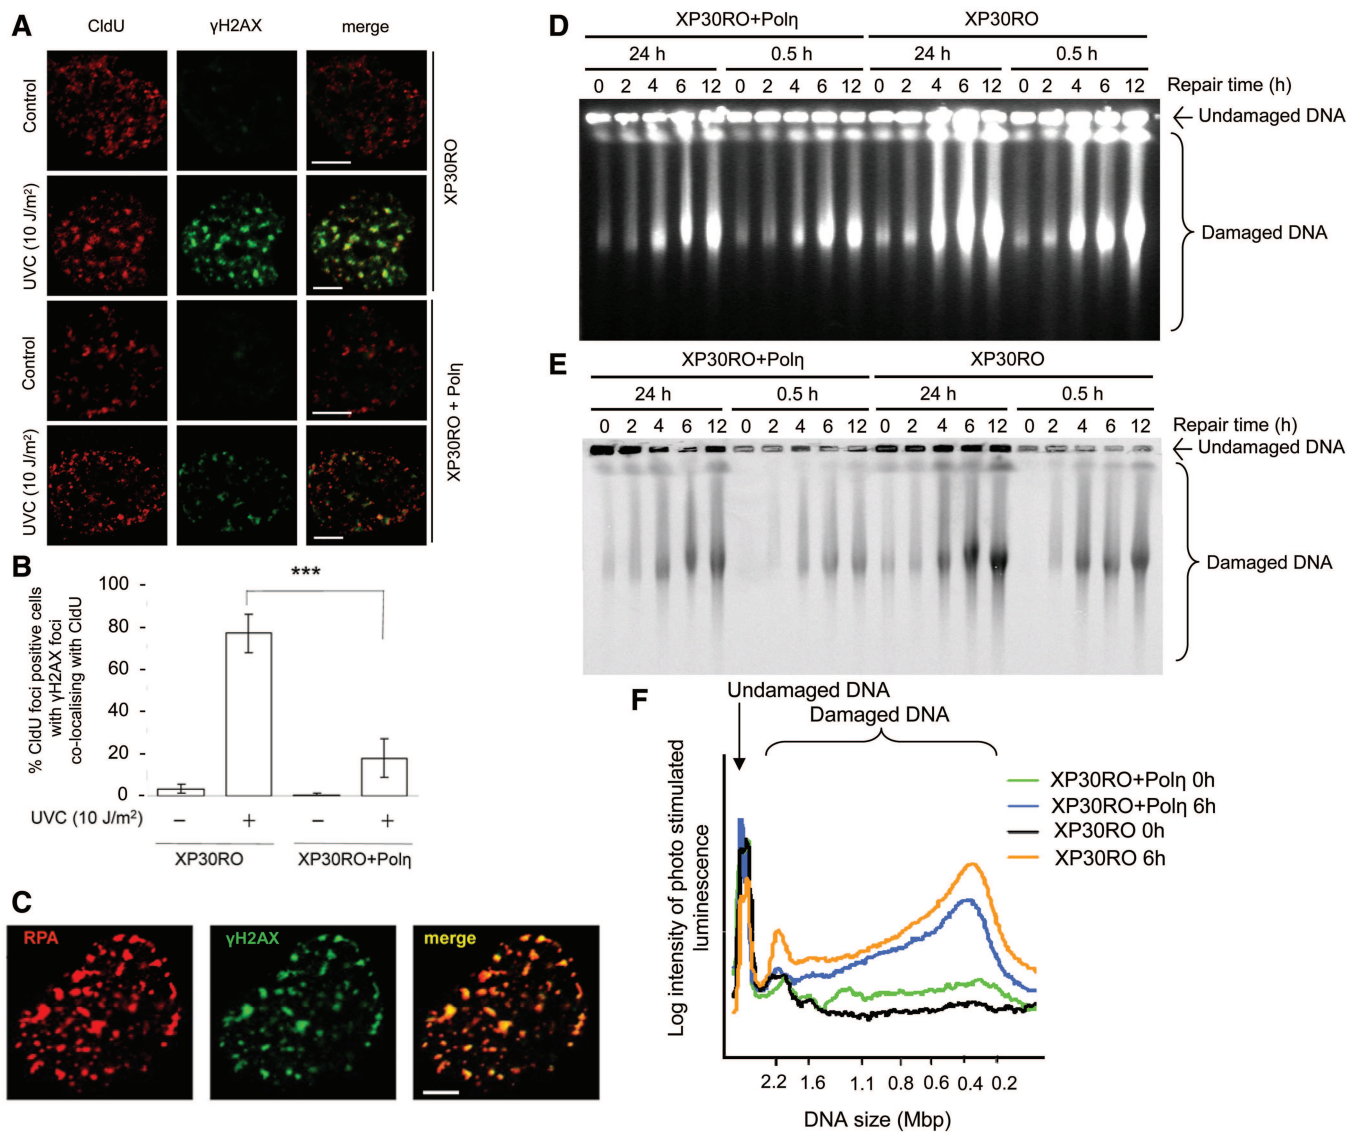 A
CldU γH2AX merge
Control
UVC (10 J/m²)
XP30RO
Control
UVC (10 J/m²)
XP30RO + Polη
B
% CldU foci positive cells
with γH2AX foci
co-localising with CldU
100
80
60
40
20
0
***
UVC (10 J/m²) − + − +
XP30RO XP30RO+Polη
C
RPA γH2AX merge
D
XP30RO+Polη XP30RO
24 h 0.5 h 24 h 0.5 h
0 2 4 6 12 0 2 4 6 12 0 2 4 6 12 0 2 4 6 12 Repair time (h)
Undamaged DNA
Damaged DNA
E
XP30RO+Polη XP30RO
24 h 0.5 h 24 h 0.5 h
0 2 4 6 12 0 2 4 6 12 0 2 4 6 12 0 2 4 6 12 Repair time (h)
Undamaged DNA
Damaged DNA
F
Undamaged DNA
Damaged DNA
Log intensity of photo stimulated
luminescence
XP30RO+Polη 0h
XP30RO+Polη 6h
XP30RO 0h
XP30RO 6h
2.2 1.6 1.1 0.8 0.6 0.4 0.2
DNA size (Mbp)